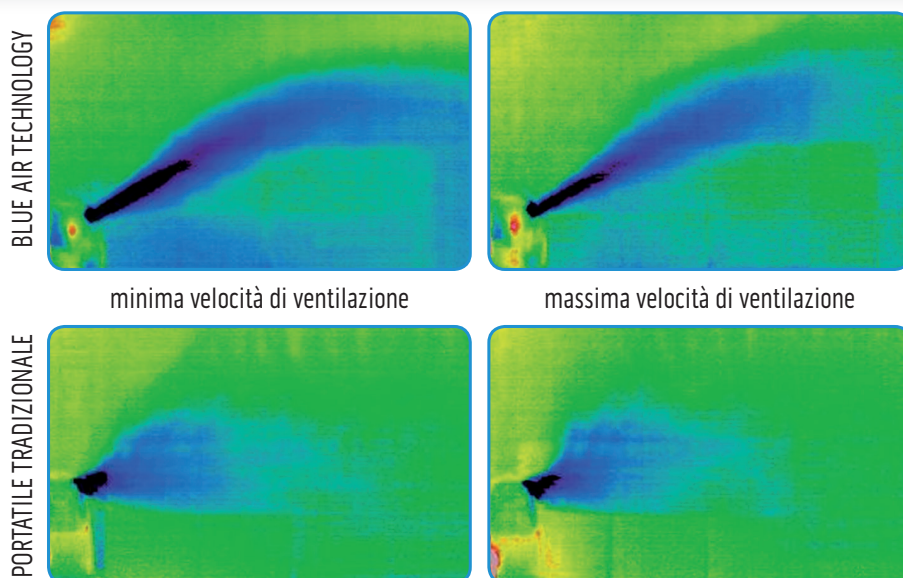 BLUE AIR TECHNOLOGY
minima velocità di ventilazione
massima velocità di ventilazione
PORTATILE TRADIZIONALE